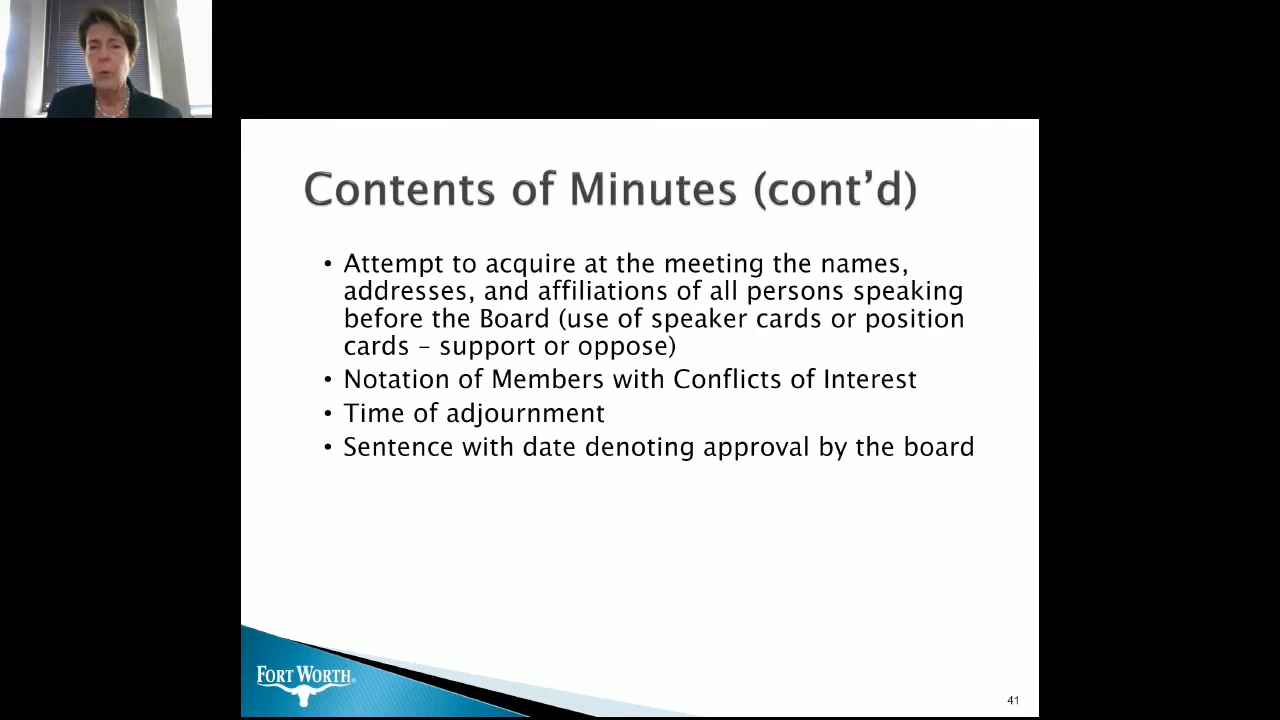 Contents of Minutes (cont’d)
• Attempt to acquire at the meeting the names,
addresses, and affiliations of all persons speaking
before the Board (use of speaker cards or position
cards – support or oppose)
• Notation of Members with Conflicts of Interest
• Time of adjournment
• Sentence with date denoting approval by the board
FORT WORTH®
41